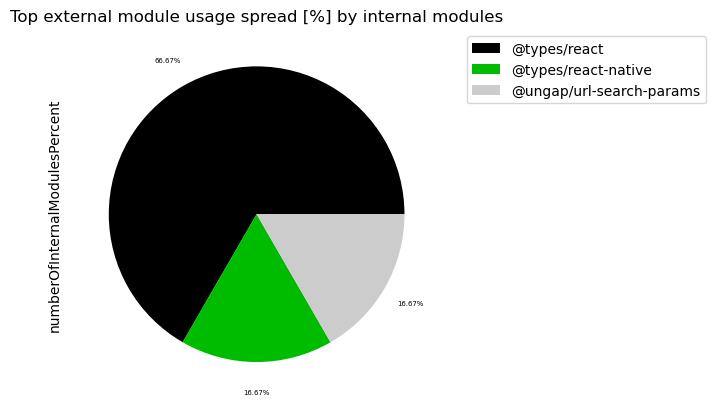 Top external module usage spread [%] by internal modules
@types/react
@types/react-native
@ungap/url-search-params
66.67%
numberOfInternalModulesPercent
16.67%
16.67%